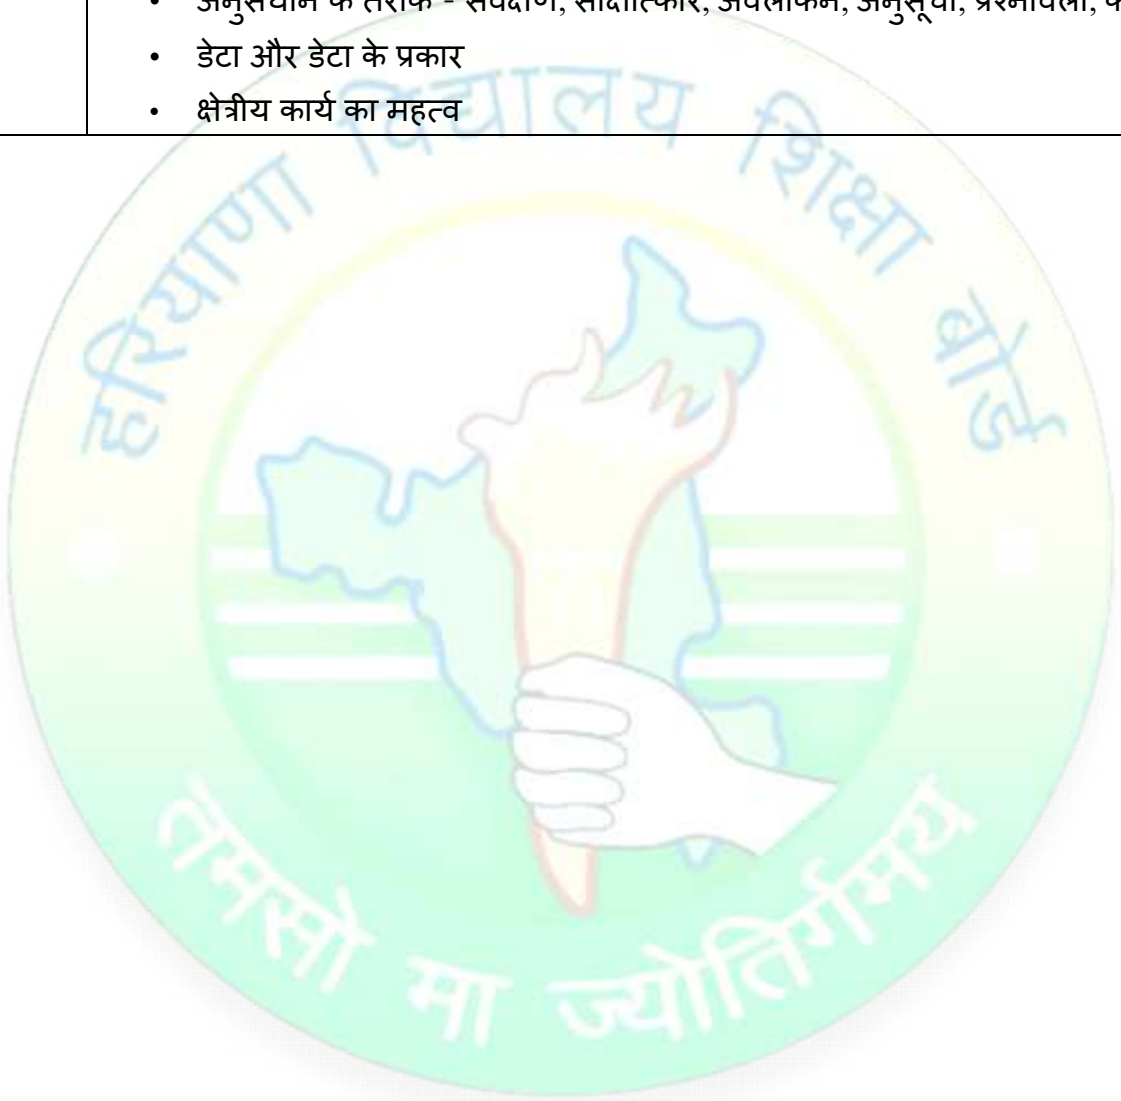 अनुसंधान के तरीके - सर्वेक्षण, साक्षात्कार, अवलोकन, अनुसूची, प्रश्नावली,
• डेटा और डेटा के प्रकार
• क्षेत्रीय कार्य का महत्व
हरियाणा विद्यालय शिक्षा बोर्ड
तमसो मा ज्योतिर्गमय